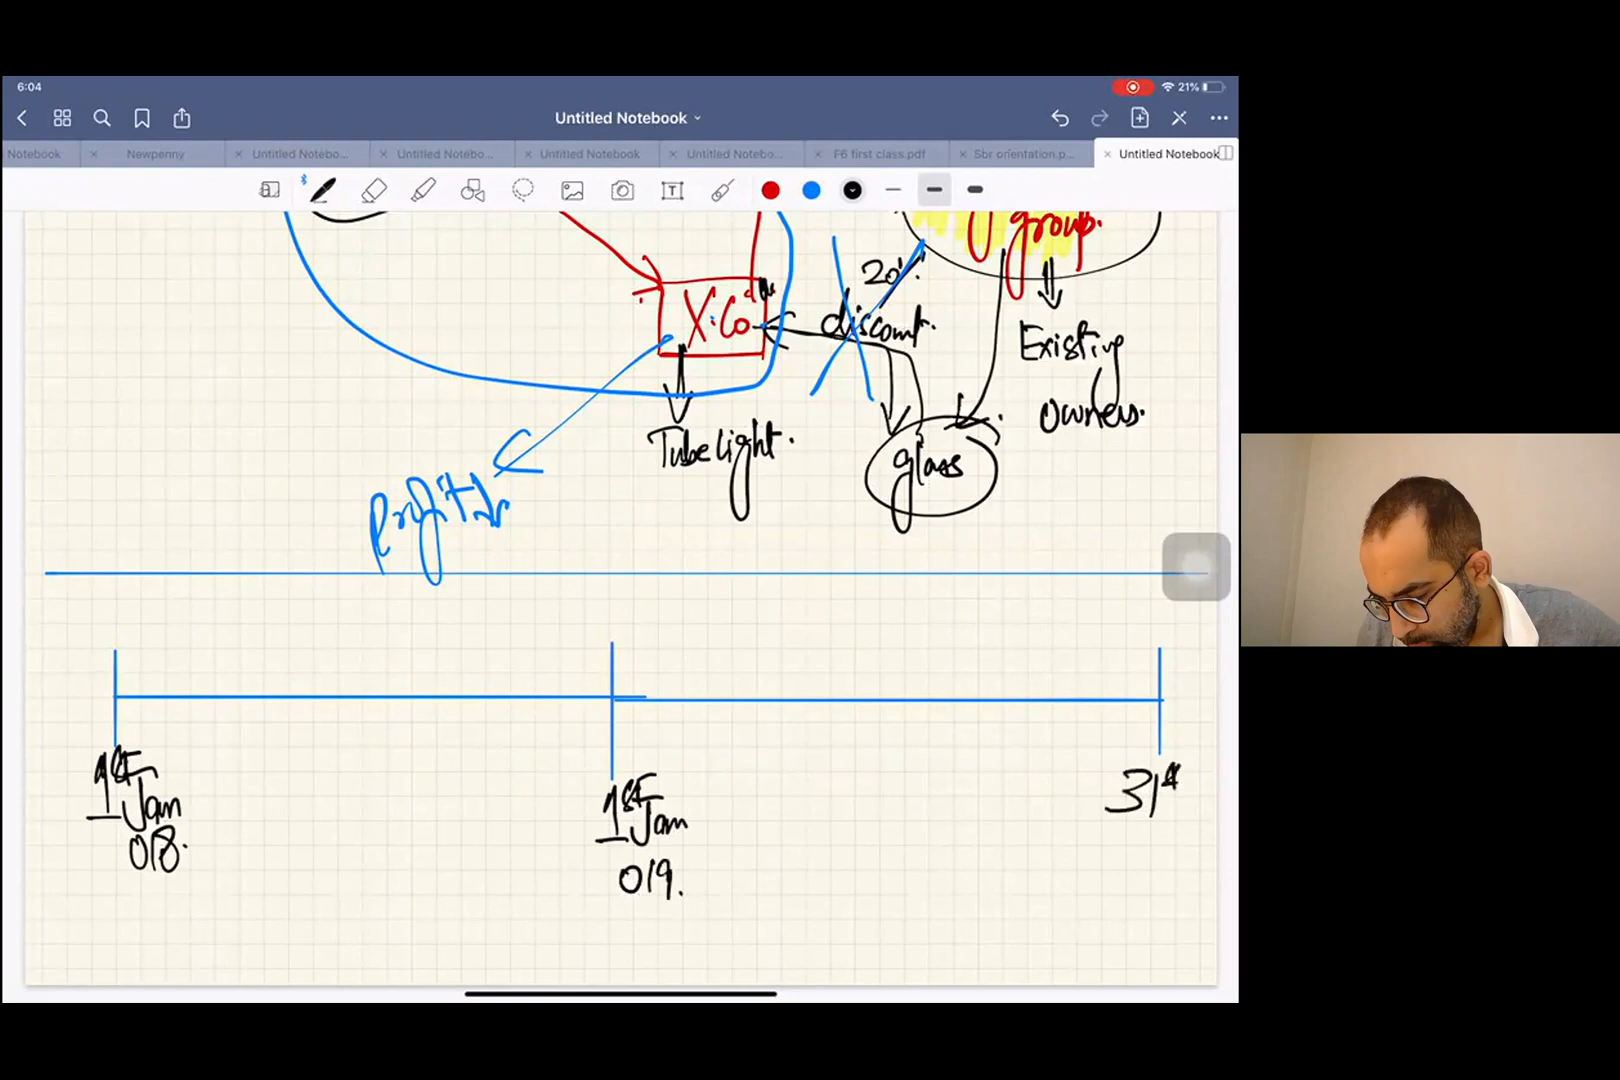 6:04
21%
Untitled Notebook
Notebook
Newpenny
Untitled Notebo...
Untitled Notebo...
Untitled Notebook
Untitled Notebo...
F6 first class.pdf
Sbr orientation.p...
Untitled Notebook
T
group.
20%
X.Co
discount.
Existing
owners.
Tubelight.
glass
1st Jan
018.
1st Jan
019.
31st